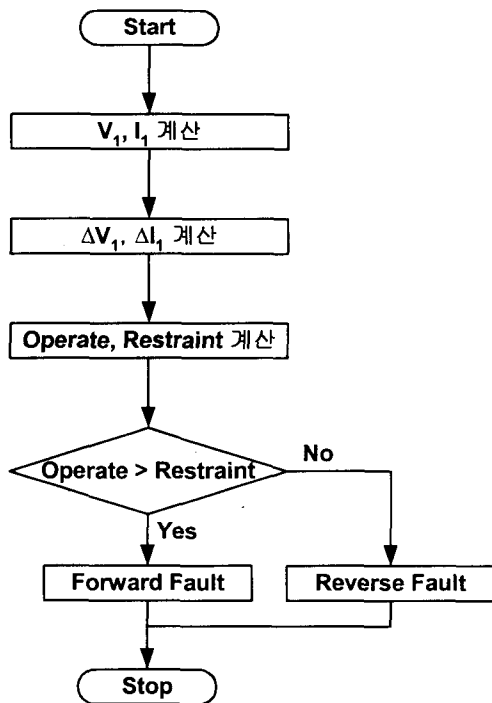 Start
V₁, I₁ 계산
ΔV₁, ΔI₁ 계산
Operate, Restraint 계산
Operate > Restraint
No
Yes
Forward Fault
Reverse Fault
Stop